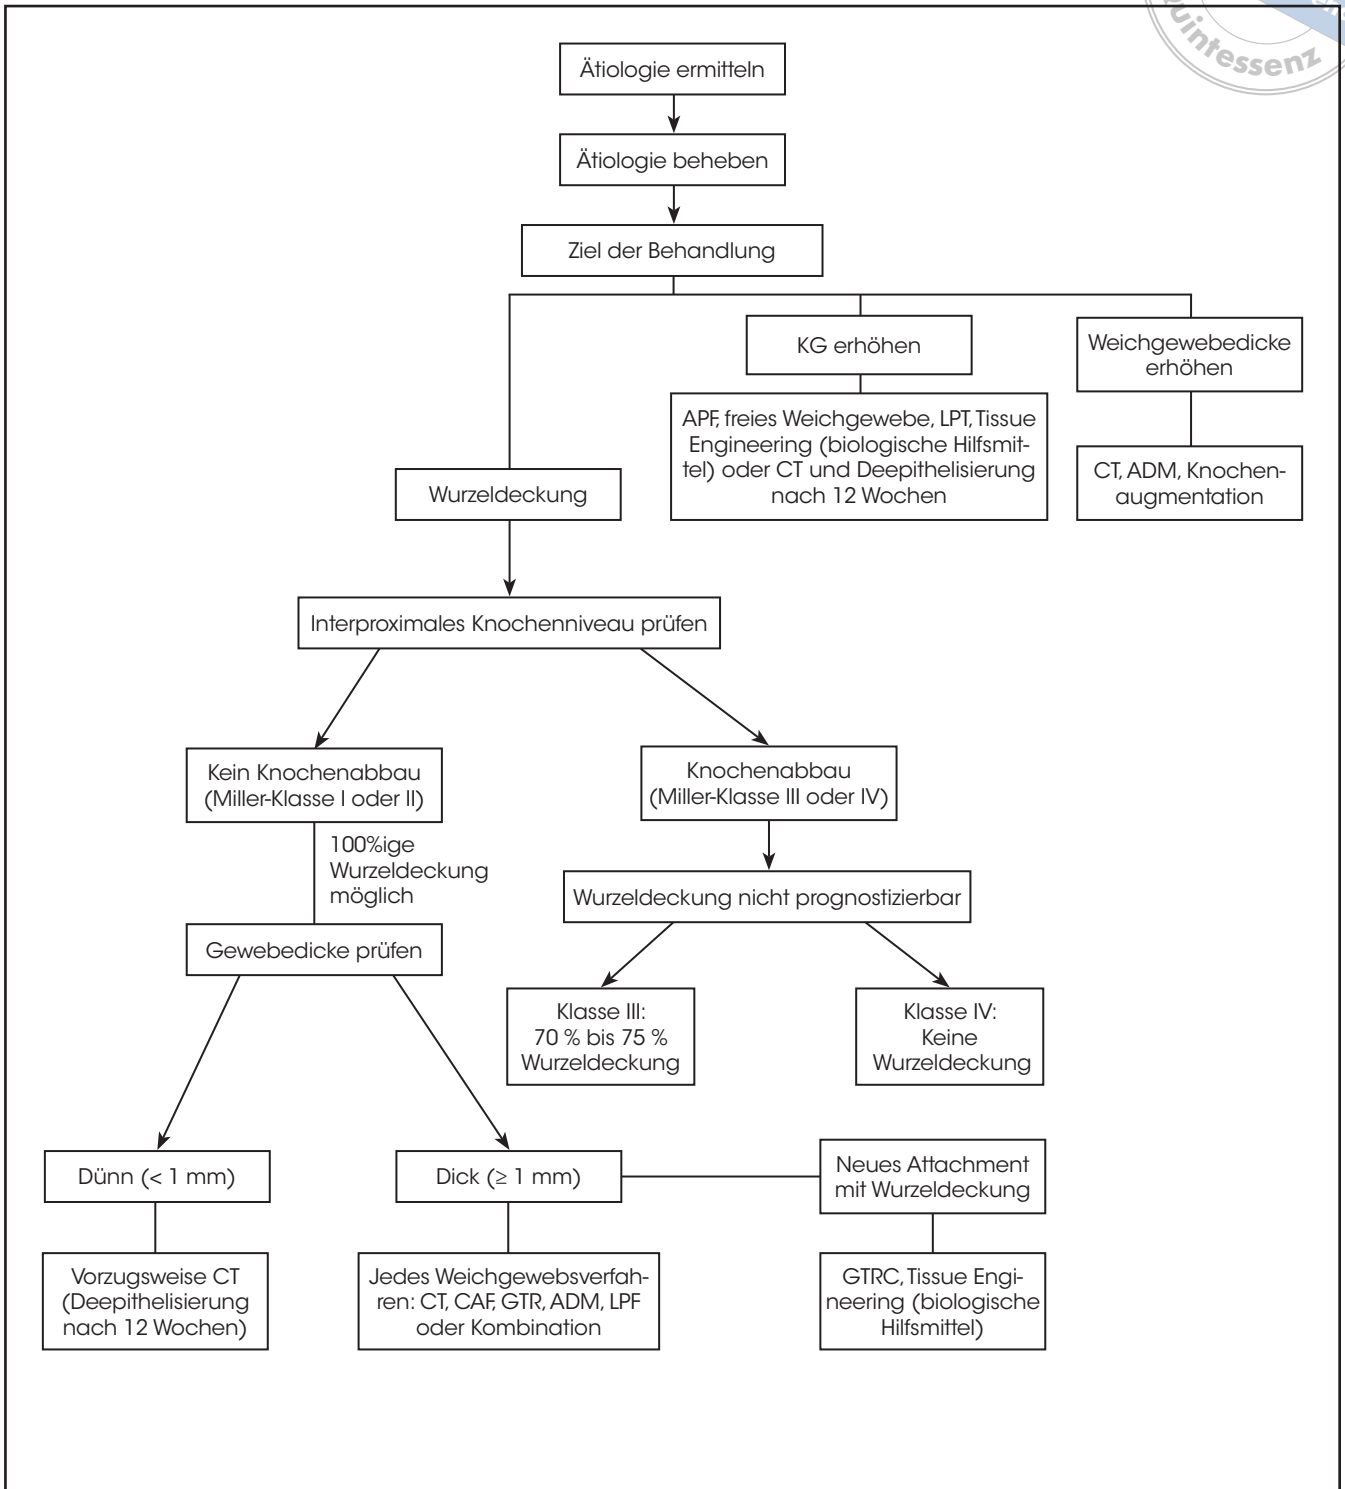 Quintessenz
Ätiologie ermitteln
Ätiologie beheben
Ziel der Behandlung
KG erhöhen
Weichgewebedicke
erhöhen
APF, freies Weichgewebe, LPT, Tissue
Engineering (biologische Hilfsmit-
tel) oder CT und Deepithelisierung
nach 12 Wochen
CT, ADM, Knochen-
augmentation
Wurzeldeckung
Interproximales Knochenniveau prüfen
Kein Knochenabbau
(Miller-Klasse I oder II)
Knochenabbau
(Miller-Klasse III oder IV)
100%ige
Wurzeldeckung
möglich
Wurzeldeckung nicht prognostizierbar
Gewebedicke prüfen
Klasse III:
70 % bis 75 %
Wurzeldeckung
Klasse IV:
Keine
Wurzeldeckung
Dünn (< 1 mm)
Dick (≥ 1 mm)
Neues Attachment
mit Wurzeldeckung
Vorzugsweise CT
(Deepithelisierung
nach 12 Wochen)
Jedes Weichgewebsverfah-
ren: CT, CAF, GTR, ADM, LPF
oder Kombination
GTRC, Tissue Engi-
neering (biologische
Hilfsmittel)